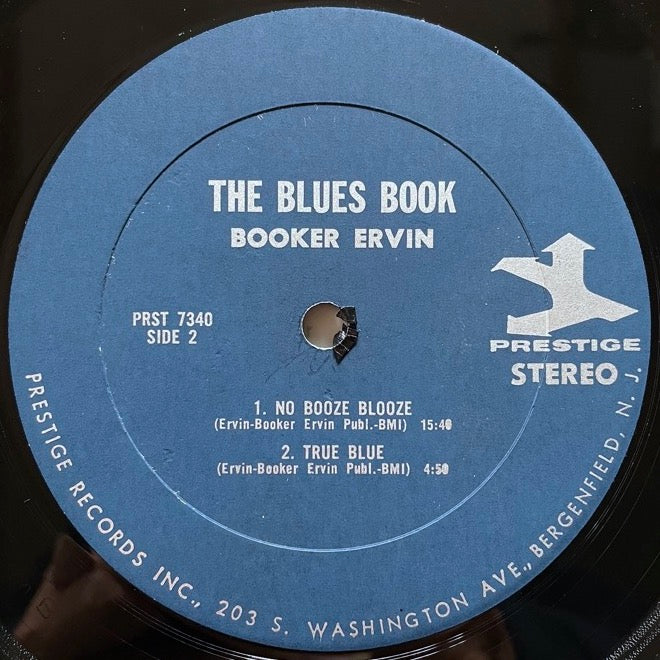 THE BLUES BOOK
BOOKER ERVIN
PRST 7340
SIDE 2
PRESTIGE
STEREO
1. NO BOOZE BLOOZE
(Ervin-Booker Ervin Publ.-BMI) 15:40
2. TRUE BLUE
(Ervin-Booker Ervin Publ.-BMI) 4:50
PRESTIGE RECORDS INC., 203 S. WASHINGTON AVE., BERGENFIELD, N. J.